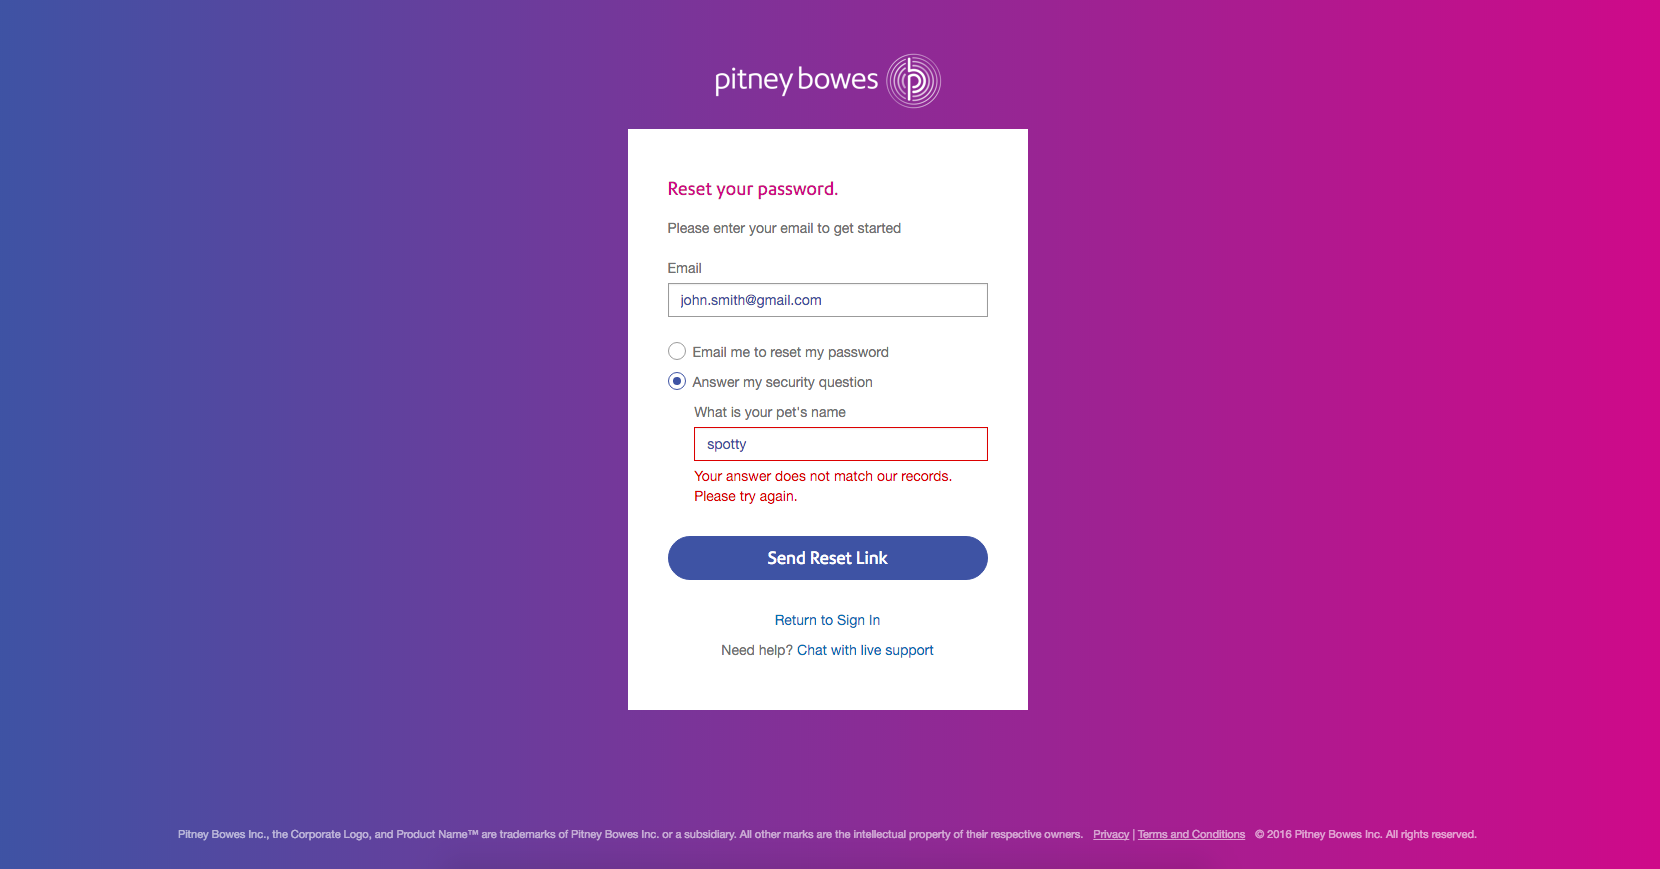 pitney bowes
Reset your password.
Please enter your email to get started
Email
john.smith@gmail.com
Email me to reset my password
Answer my security question
What is your pet's name
spotty
Your answer does not match our records.
Please try again.
Send Reset Link
Return to Sign In
Need help? Chat with live support
Pitney Bowes Inc., the Corporate Logo, and Product Name™ are trademarks of Pitney Bowes Inc. or a subsidiary. All other marks are the intellectual property of their respective owners. Privacy | Terms and Conditions © 2016 Pitney Bowes Inc. All rights reserved.